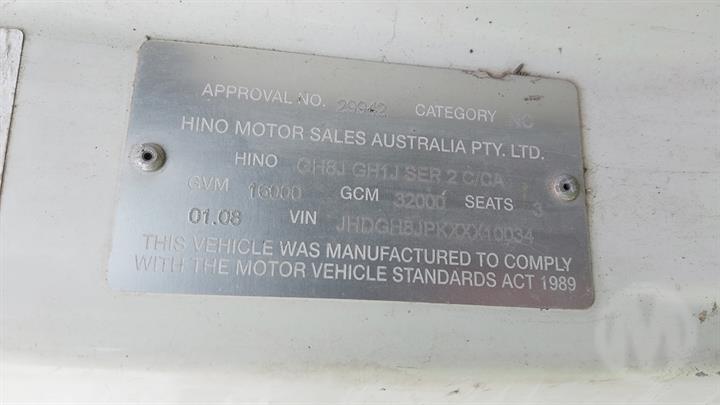 APPROVAL NO. 29942 CATEGORY NC
HINO MOTOR SALES AUSTRALIA PTY. LTD.
HINO GH8J GH1J SER 2 C/CA
GVM 16000 GCM 32000 SEATS 3
01.08 VIN JHDGH8JPKXXX10034
THIS VEHICLE WAS MANUFACTURED TO COMPLY
WITH THE MOTOR VEHICLE STANDARDS ACT 1989
M